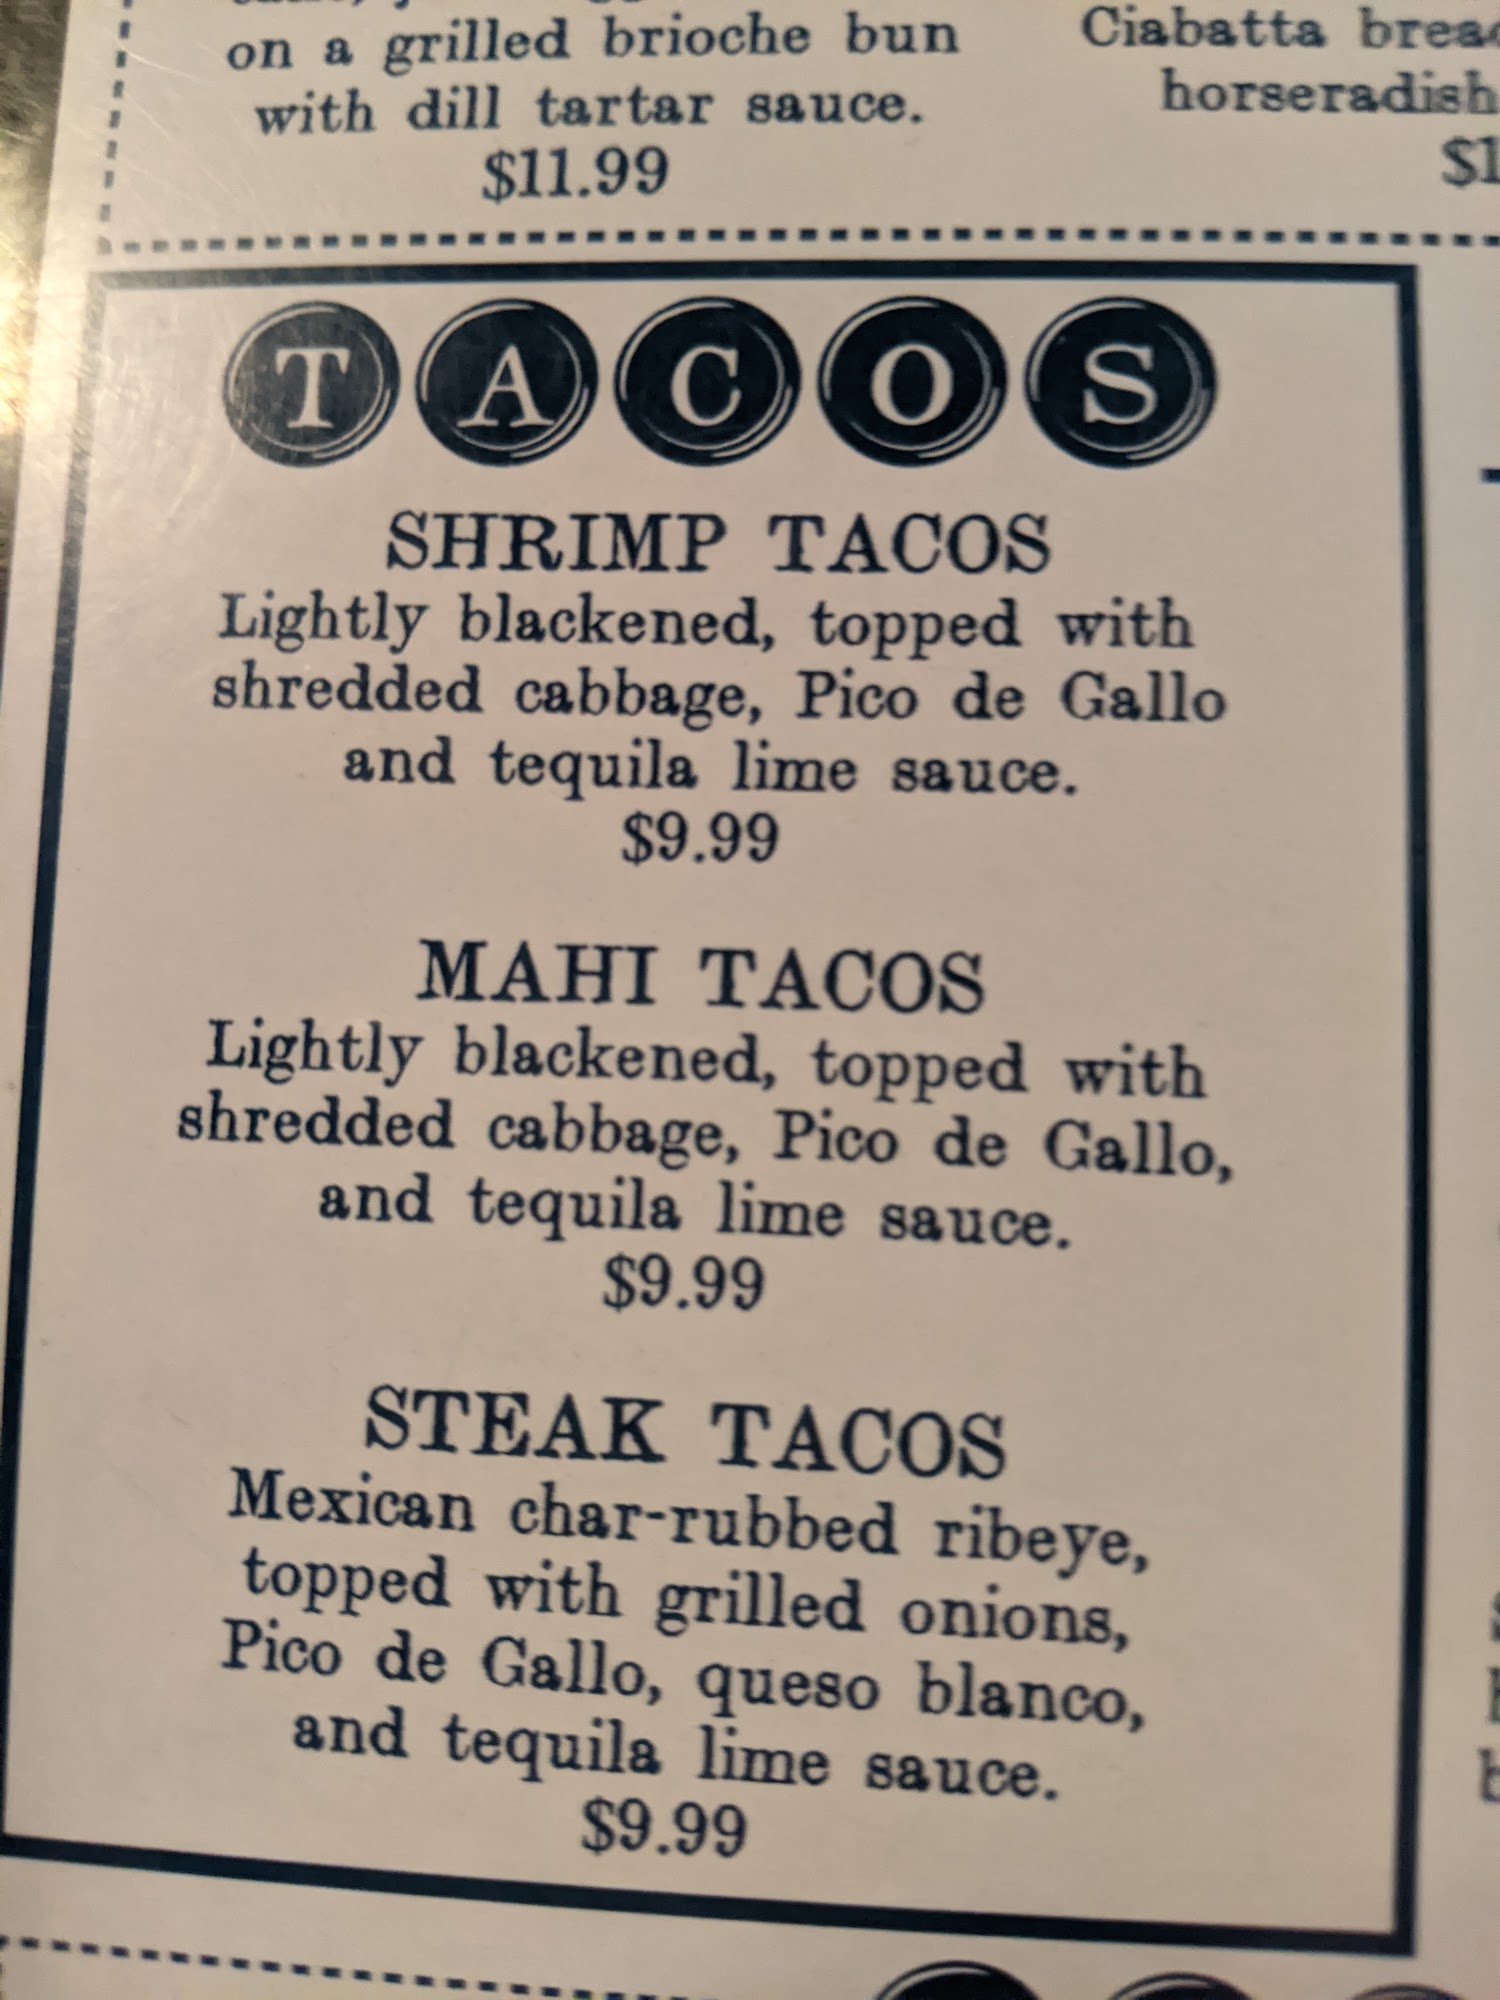 on a grilled brioche bun
with dill tartar sauce.
$11.99
Ciabatta
horseradish
TACOS
SHRIMP TACOS
Lightly blackened, topped with
shredded cabbage, Pico de Gallo
and tequila lime sauce.
$9.99
MAHI TACOS
Lightly blackened, topped with
shredded cabbage, Pico de Gallo,
and tequila lime sauce.
$9.99
STEAK TACOS
Mexican char-rubbed ribeye,
topped with grilled onions,
Pico de Gallo, queso blanco,
and tequila lime sauce.
$9.99